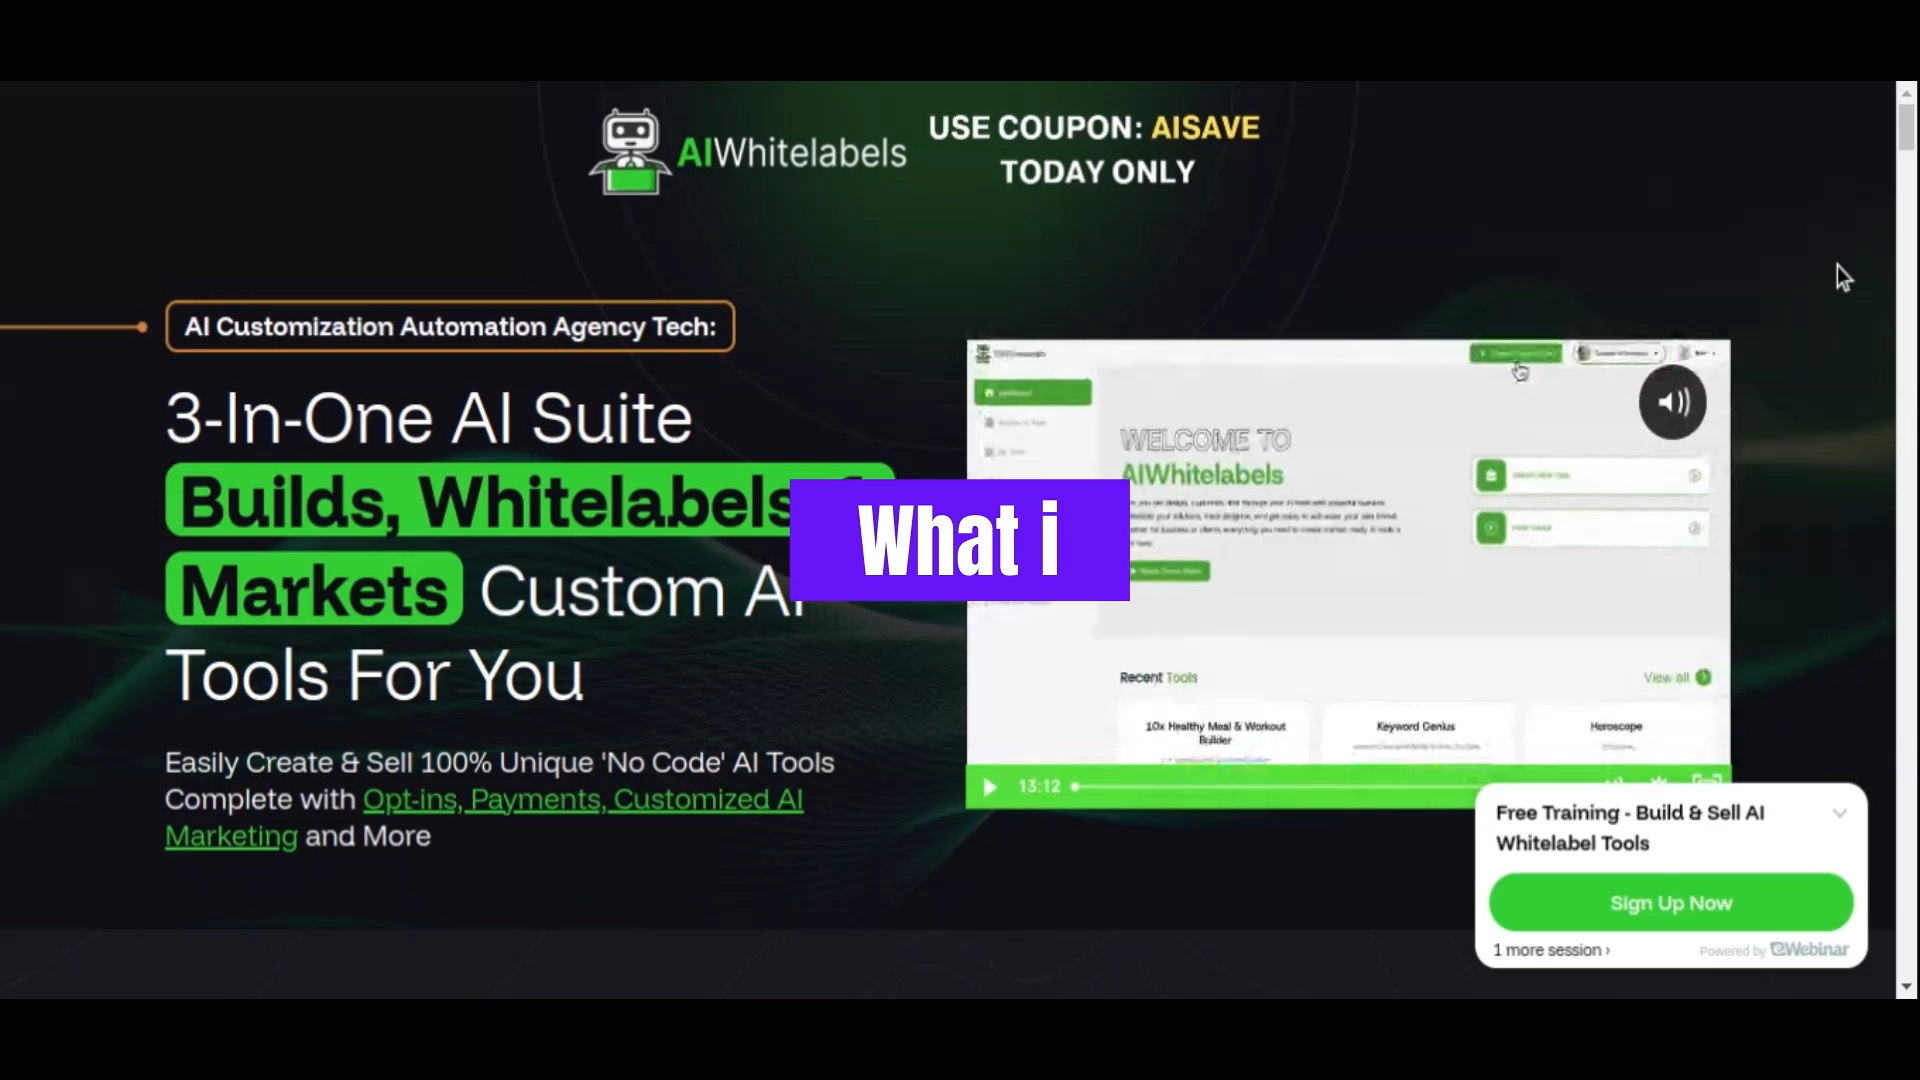 AIWhitelabels
USE COUPON: AISAVE
TODAY ONLY
AI Customization Automation Agency Tech:
3-In-One AI Suite
Builds, Whitelabels
Markets Custom AI
Tools For You
Easily Create & Sell 100% Unique 'No Code' AI Tools
Complete with Opt-ins, Payments, Customized AI
Marketing and More
What i
WELCOME TO
AIWhitelabels
Recent Tools
View all
10x Healthy Meal & Workout
Builder
Keyword Genius
Horoscope
13:12
Free Training - Build & Sell AI
Whitelabel Tools
Sign Up Now
1 more session ›
Powered by eWebinar